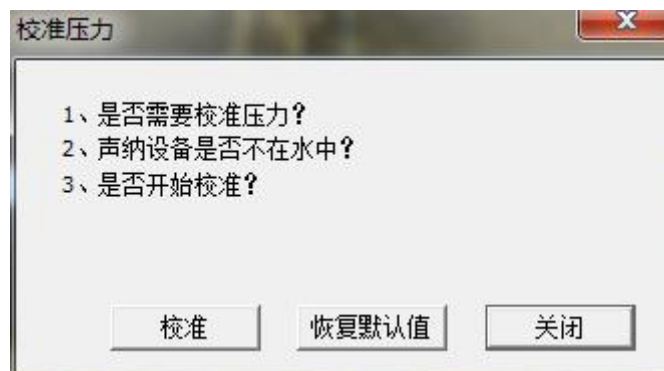 校准压力
1、是否需要校准压力?
2、声纳设备是否不在水中?
3、是否开始校准?
校准
恢复默认值
关闭